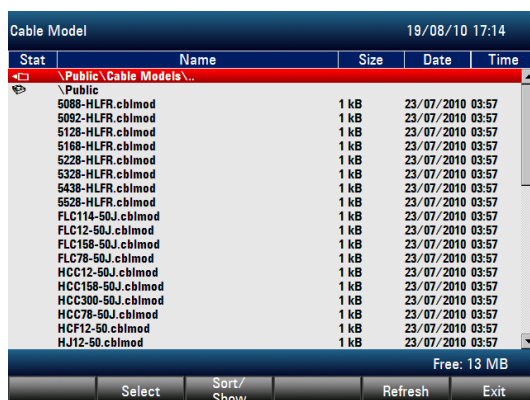 Cable Model 19/08/10 17:14
Stat Name Size Date Time
\Public\Cable Models\..
\Public
5088-HLFR.cblmod 1 kB 23/07/2010 03:57
5092-HLFR.cblmod 1 kB 23/07/2010 03:57
5128-HLFR.cblmod 1 kB 23/07/2010 03:57
5168-HLFR.cblmod 1 kB 23/07/2010 03:57
5228-HLFR.cblmod 1 kB 23/07/2010 03:57
5328-HLFR.cblmod 1 kB 23/07/2010 03:57
5438-HLFR.cblmod 1 kB 23/07/2010 03:57
5528-HLFR.cblmod 1 kB 23/07/2010 03:57
FLC114-50J.cblmod 1 kB 23/07/2010 03:57
FLC12-50J.cblmod 1 kB 23/07/2010 03:57
FLC158-50J.cblmod 1 kB 23/07/2010 03:57
FLC78-50J.cblmod 1 kB 23/07/2010 03:57
HCC12-50J.cblmod 1 kB 23/07/2010 03:57
HCC158-50J.cblmod 1 kB 23/07/2010 03:57
HCC300-50J.cblmod 1 kB 23/07/2010 03:57
HCC78-50J.cblmod 1 kB 23/07/2010 03:57
HCF12-50.cblmod 1 kB 23/07/2010 03:57
HJ12-50.cblmod 1 kB 23/07/2010 03:57
Free: 13 MB
Select Sort/ Refresh Exit
Show